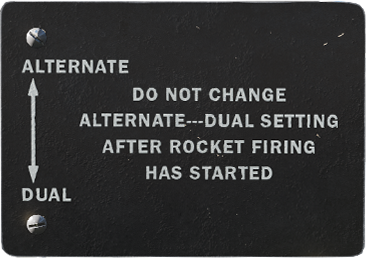 ALTERNATE
DO NOT CHANGE
ALTERNATE---DUAL SETTING
AFTER ROCKET FIRING
HAS STARTED
DUAL